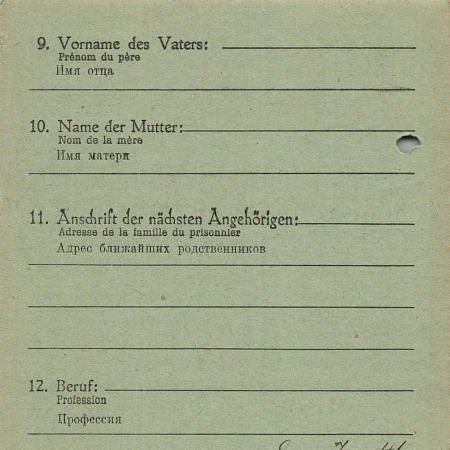 9. Vorname des Vaters:
Prénom du père
Имя отца
10. Name der Mutter:
Nom de la mère
Имя матери
11. Anschrift der nächsten Angehörigen:
Adresse de la famille du prisonnier
Адрес ближайших родственников
12. Beruf:
Profession
Профессия